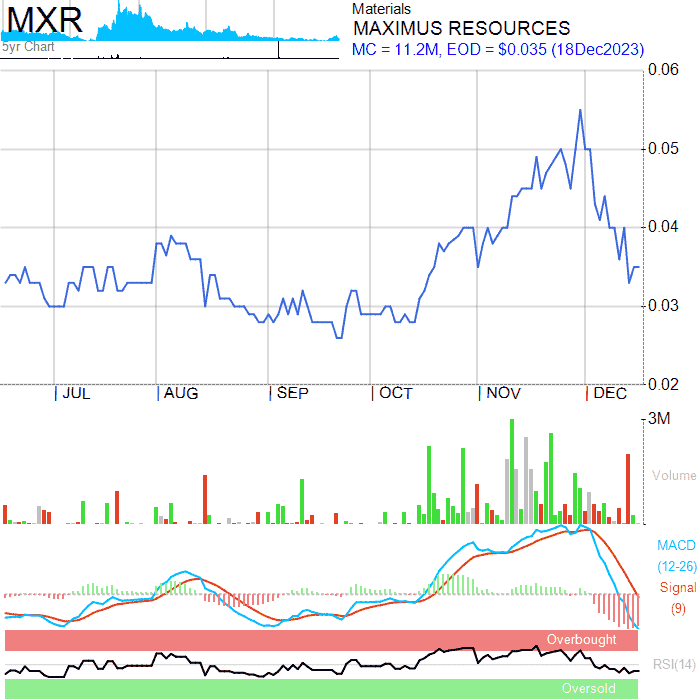 MXR
5yr Chart
Materials
MAXIMUS RESOURCES
MC = 11.2M, EOD = $0.035 (18Dec2023)
0.06
0.05
0.04
0.03
0.02
JUL AUG SEP OCT NOV DEC
3M
Volume
MACD
(12-26)
Signal
(9)
Overbought
RSI(14)
Oversold